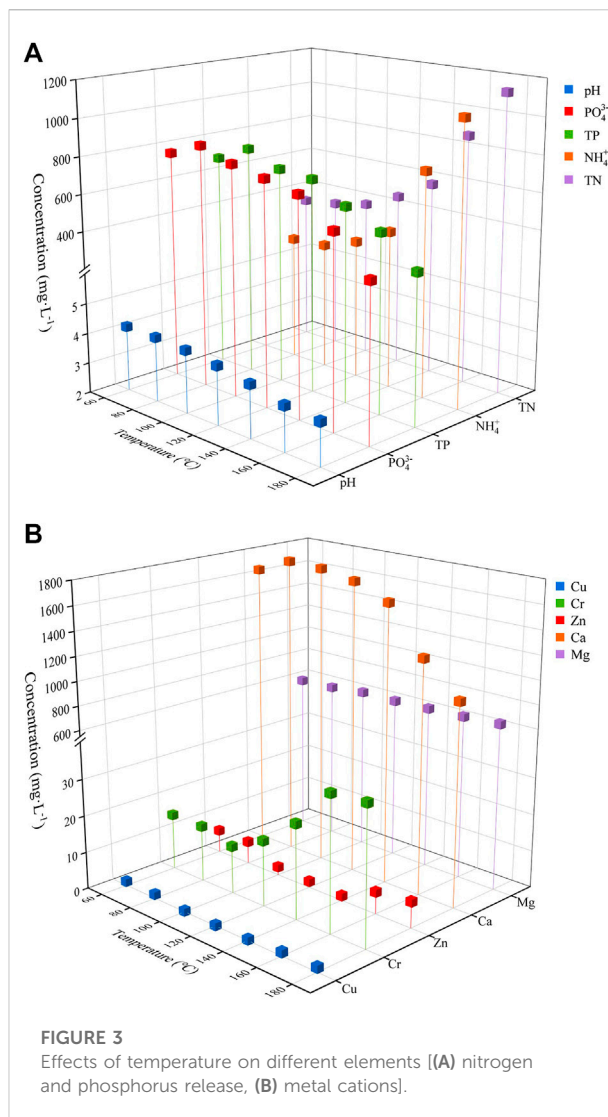 A
1200
1000
800
600
400
5
4
3
2
Concentration (mg·L⁻¹)
60
80
100
120
140
160
180
Temperature (°C)
pH
PO₄³⁻
TP
NH₄⁺
TN
pH
PO₄³⁻
TP
NH₄⁺
TN
B
1800
1600
1400
1200
1000
800
600
30
20
10
0
Concentration (mg·L⁻¹)
60
80
100
120
140
160
180
Temperature (°C)
Cu
Cr
Zn
Ca
Mg
Cu
Cr
Zn
Ca
Mg
FIGURE 3
Effects of temperature on different elements [(A) nitrogen
and phosphorus release, (B) metal cations].